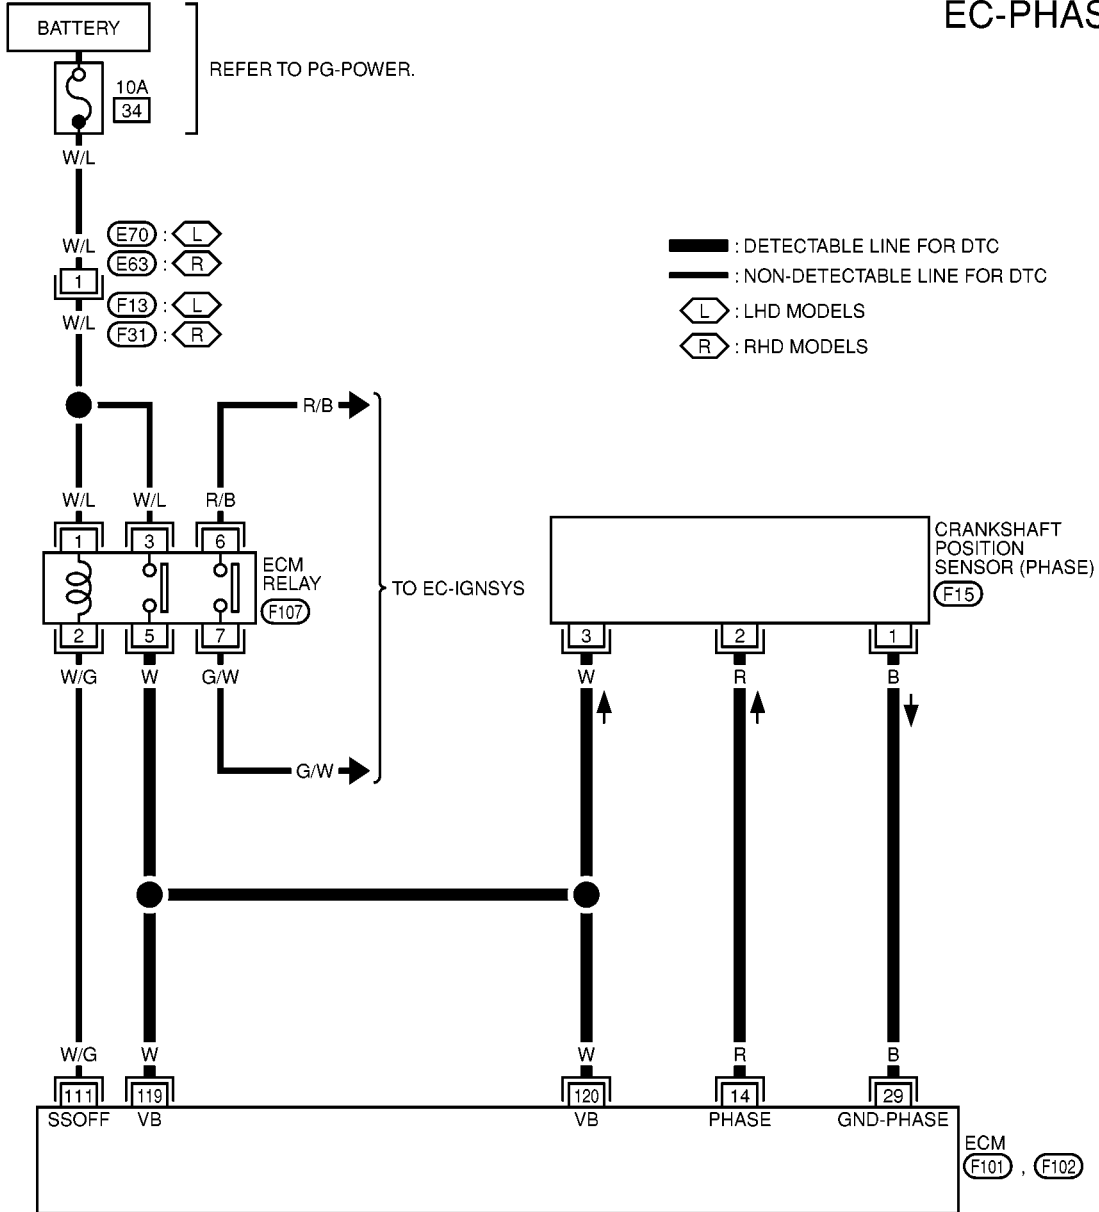 EC-PHAS
BATTERY
REFER TO PG-POWER.
10A
34
W/L
W/L
E70 : L
E63 : R
1
F13 : L
W/L
F31 : R
: DETECTABLE LINE FOR DTC
: NON-DETECTABLE LINE FOR DTC
L : LHD MODELS
R : RHD MODELS
R/B
W/L W/L R/B
1 3 6
ECM
RELAY
F107
2 5 7
W/G W G/W
TO EC-IGNSYS
G/W
CRANKSHAFT
POSITION
SENSOR (PHASE)
F15
3 2 1
W R B
W/G W W R B
111 119 120 14 29
SSOFF VB VB PHASE GND-PHASE
ECM
F101 , F102